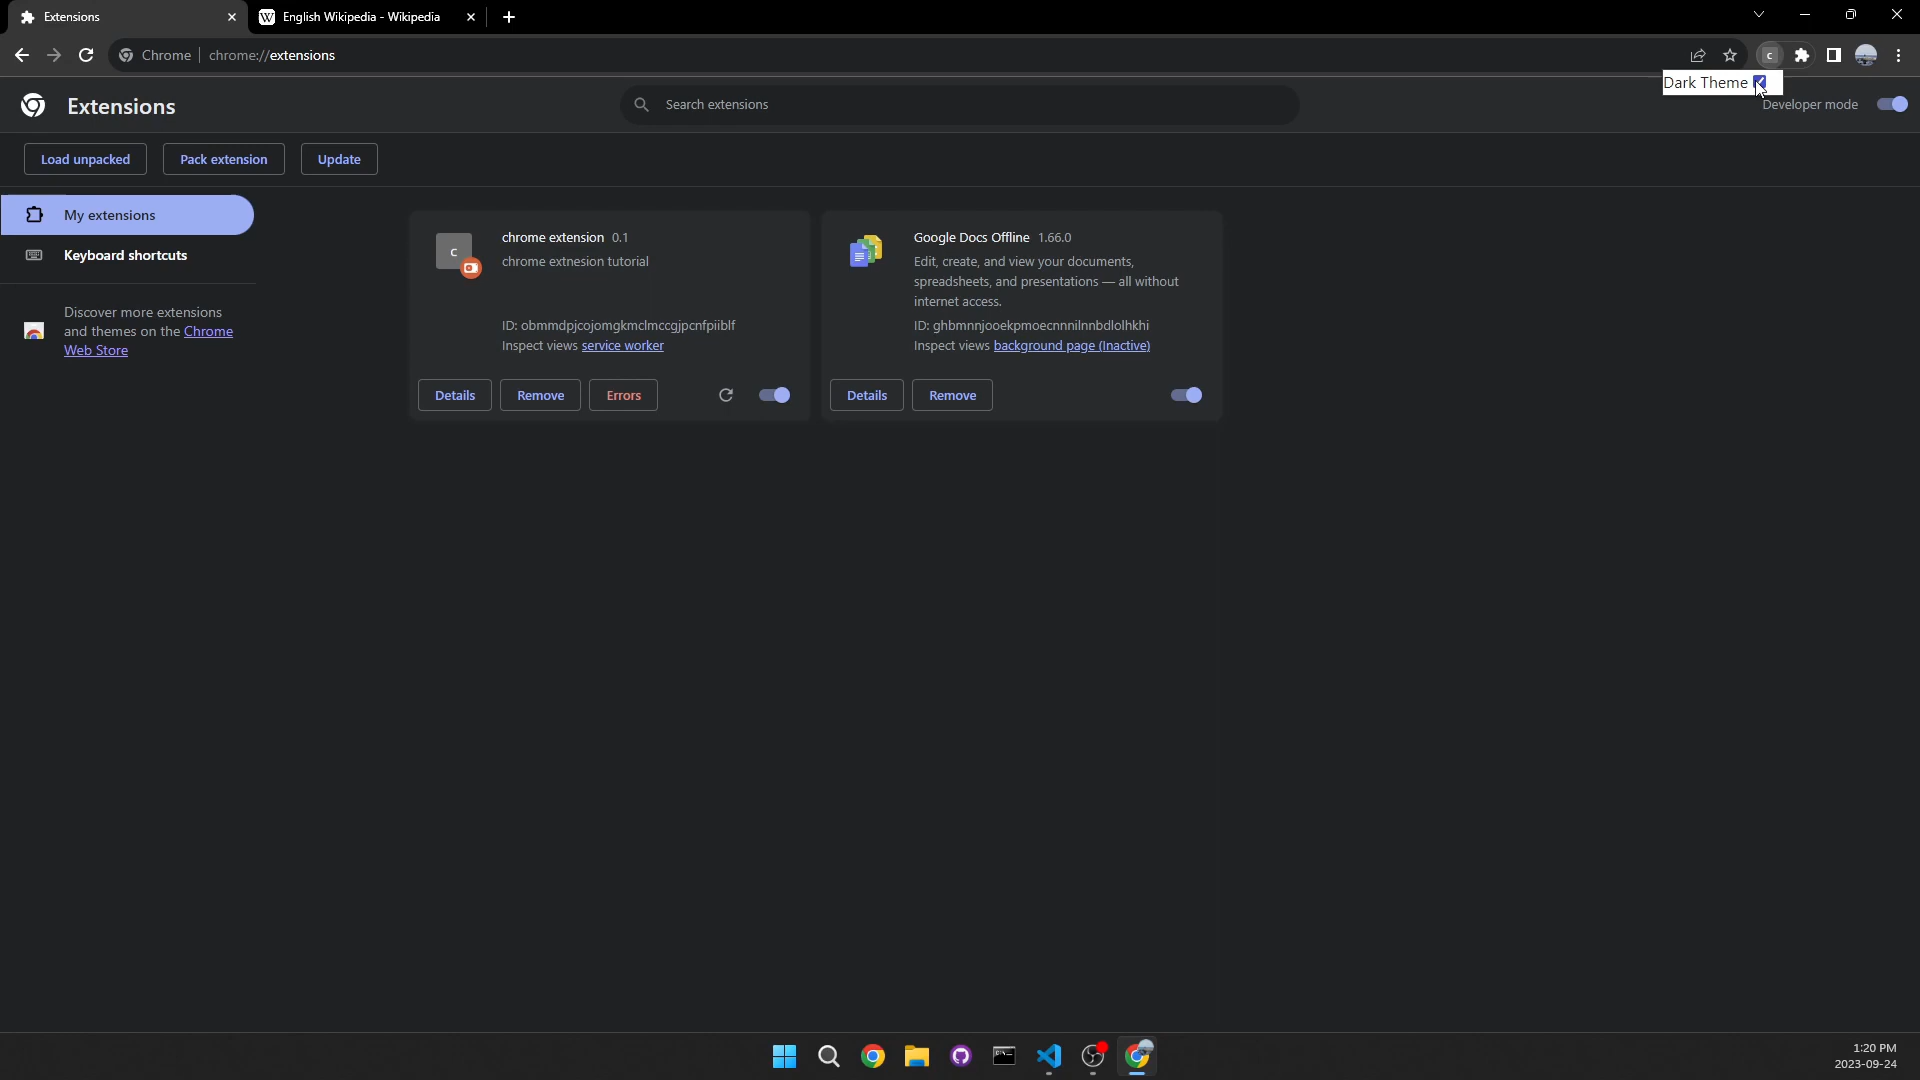 Extensions
English Wikipedia - Wikipedia
Chrome
chrome://extensions
c
Dark Theme
Extensions
Search extensions
Developer mode
Load unpacked
Pack extension
Update
My extensions
Keyboard shortcuts
Discover more extensions
and themes on the Chrome
Web Store
c
chrome extension 0.1
chrome extnesion tutorial
ID: obmmdpjcojomgkmclmccgjpcnfpiiblf
Inspect views service worker
Details
Remove
Errors
Google Docs Offline 1.66.0
Edit, create, and view your documents,
spreadsheets, and presentations — all without
internet access.
ID: ghbmnnjooekpmoecnnnilnnbdlolhkhi
Inspect views background page (Inactive)
Details
Remove
1:20 PM
2023-09-24